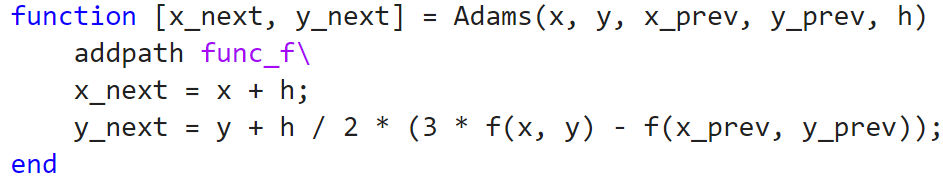 function [x_next, y_next] = Adams(x, y, x_prev, y_prev, h)
    addpath func_f\
    x_next = x + h;
    y_next = y + h / 2 * (3 * f(x, y) - f(x_prev, y_prev));
end